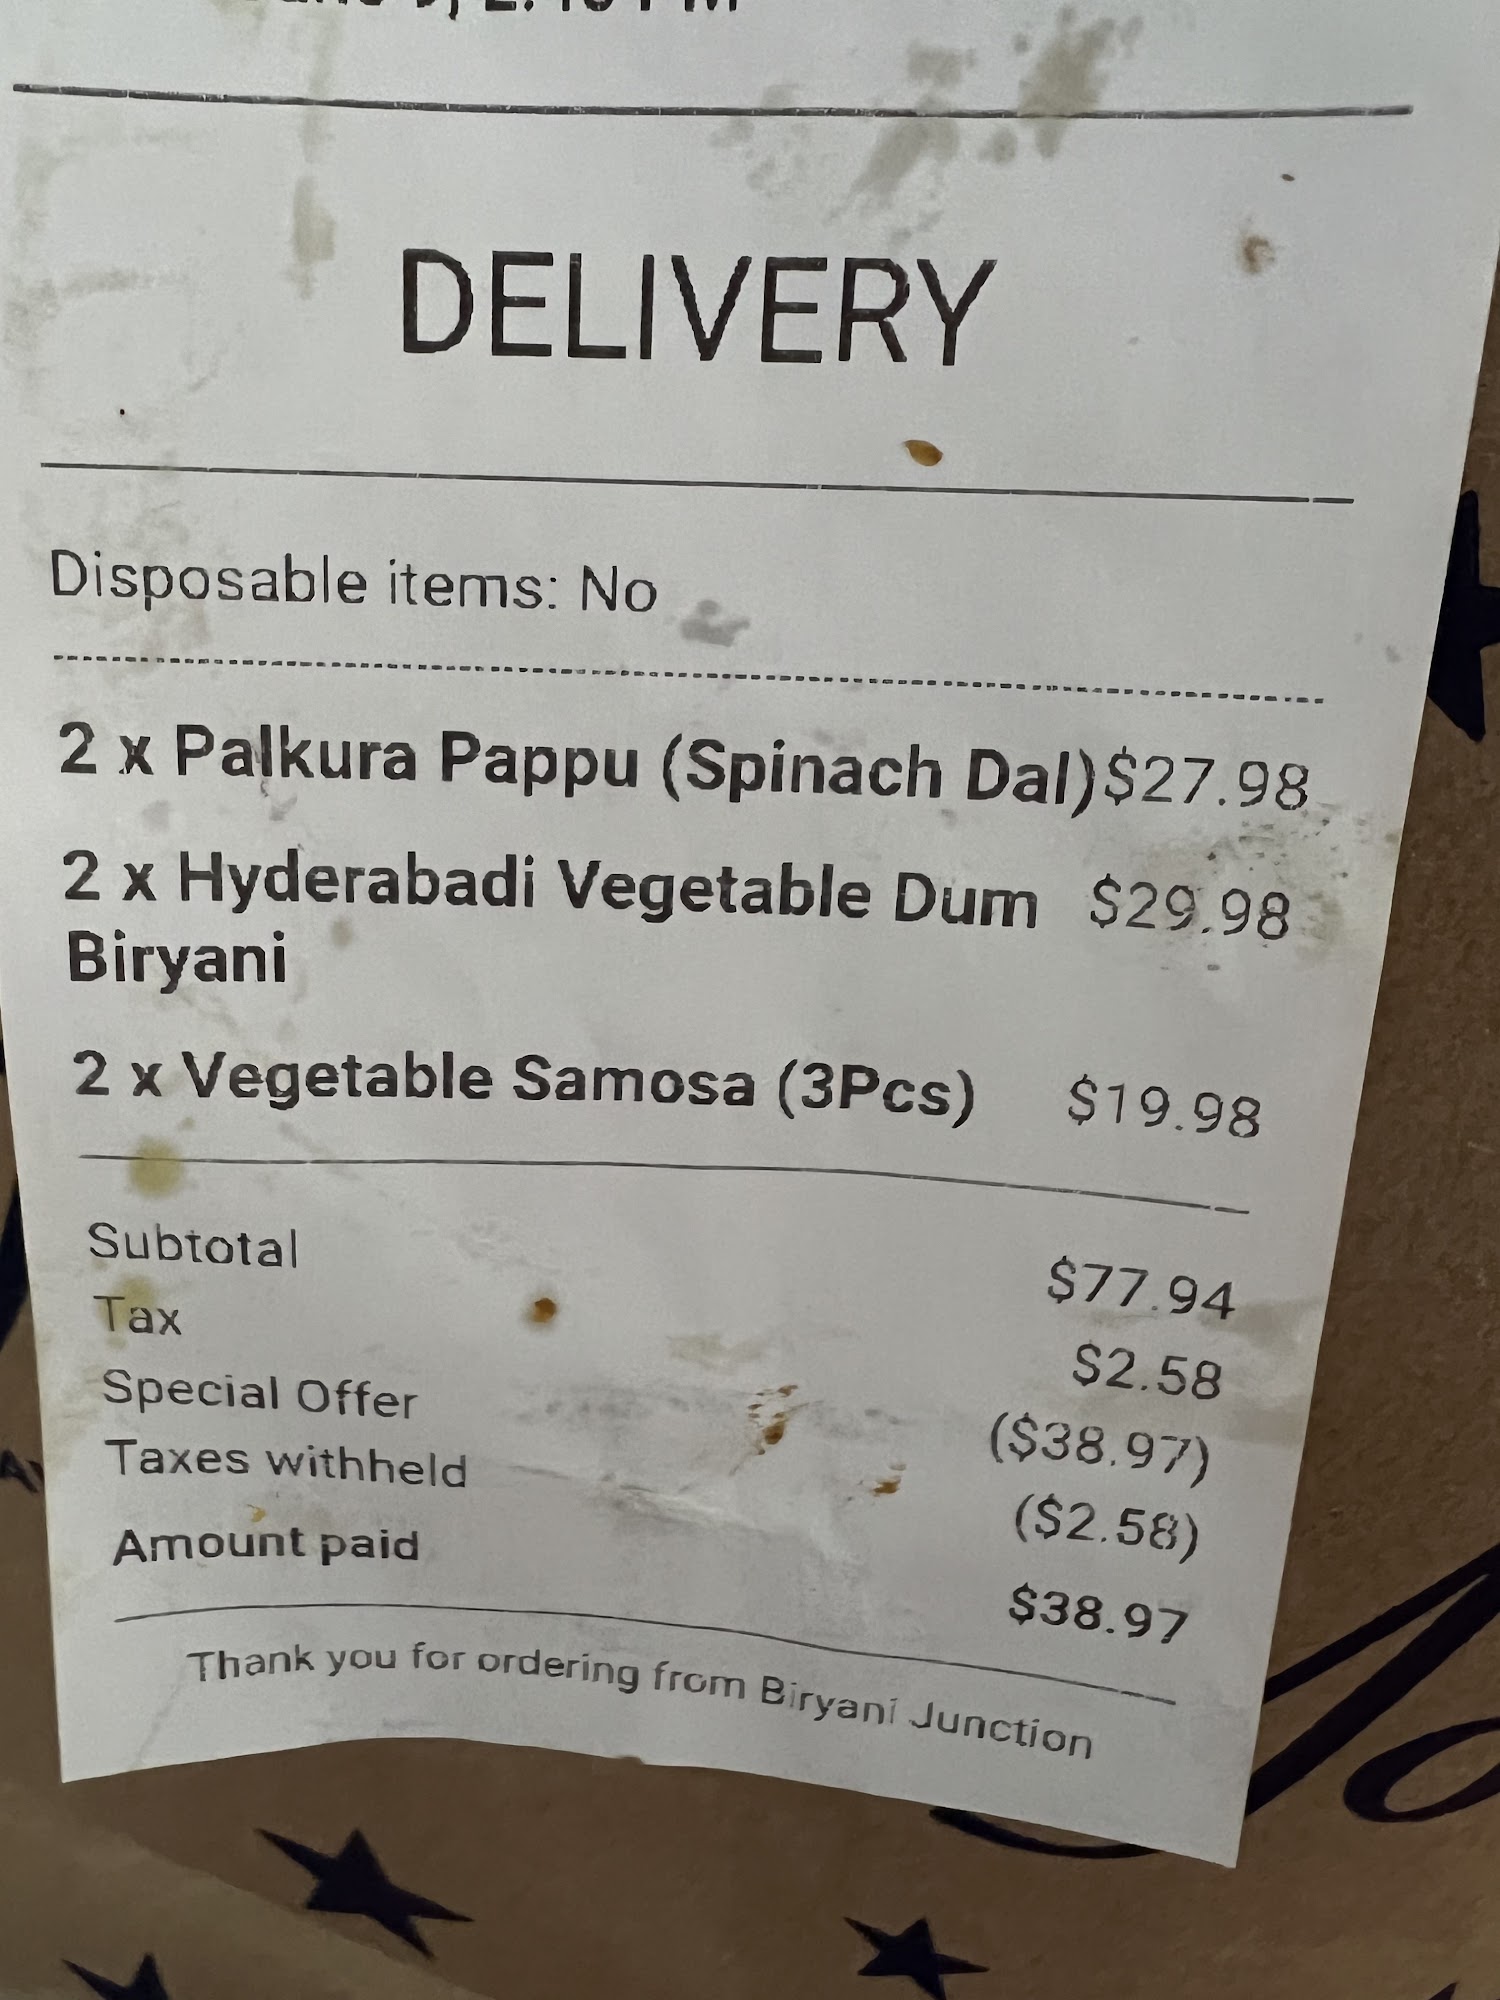 DELIVERY
Disposable items: No
2 x Palkura Pappu (Spinach Dal)$27.98
2 x Hyderabadi Vegetable Dum $29.98
Biryani
2 x Vegetable Samosa (3Pcs) $19.98
Subtotal $77.94
Tax $2.58
Special Offer ($38.97)
Taxes withheld ($2.58)
Amount paid $38.97
Thank you for ordering from Biryani Junction